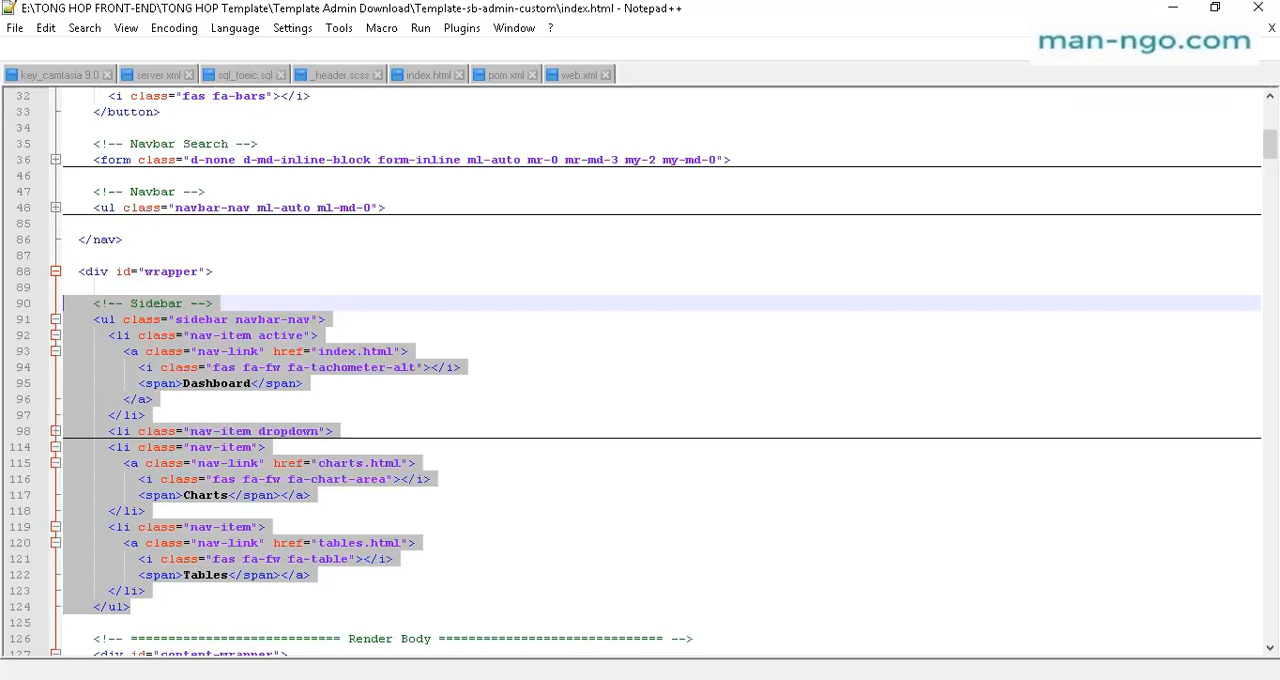 E:\TONG HOP FRONT-END\TONG HOP Template\Template Admin Download\Template-sb-admin-custom\index.html - Notepad++
File Edit Search View Encoding Language Settings Tools Macro Run Plugins Window ? X
man-ngo.com
key_camtasia 9.0 server.xml sql_toeic.sql _header.scss index.html pom.xml web.xml
32 <i class="fas fa-bars"></i>
33 </button>
34
35 <!-- Navbar Search -->
36 <form class="d-none d-md-inline-block form-inline ml-auto mr-0 mr-md-3 my-2 my-md-0">
46
47 <!-- Navbar -->
48 <ul class="navbar-nav ml-auto ml-md-0">
85
86 </nav>
87
88 <div id="wrapper">
89
90 <!-- Sidebar -->
91 <ul class="sidebar navbar-nav">
92 <li class="nav-item active">
93 <a class="nav-link" href="index.html">
94 <i class="fas fa-fw fa-tachometer-alt"></i>
95 <span>Dashboard</span>
96 </a>
97 </li>
98 <li class="nav-item dropdown">
114 <li class="nav-item">
115 <a class="nav-link" href="charts.html">
116 <i class="fas fa-fw fa-chart-area"></i>
117 <span>Charts</span></a>
118 </li>
119 <li class="nav-item">
120 <a class="nav-link" href="tables.html">
121 <i class="fas fa-fw fa-table"></i>
122 <span>Tables</span></a>
123 </li>
124 </ul>
125
126 <!-- ============================ Render Body ============================== -->
127 <div id="content-wrapper">